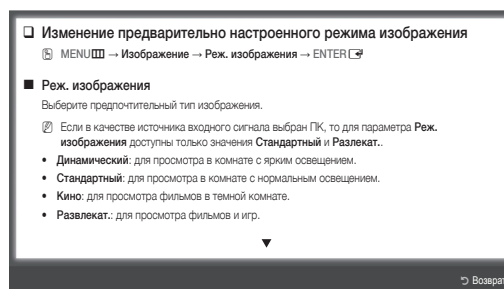 Изменение предварительно настроенного режима изображения
MENU → Изображение → Реж. изображения → ENTER
Реж. изображения
Выберите предпочтительный тип изображения.
Если в качестве источника входного сигнала выбран ПК, то для параметра Реж.
изображения доступны только значения Стандартный и Разлекат..
• Динамический: для просмотра в комнате с ярким освещением.
• Стандартный: для просмотра в комнате с нормальным освещением.
• Кино: для просмотра фильмов в темной комнате.
• Развлекат.: для просмотра фильмов и игр.
Возврат